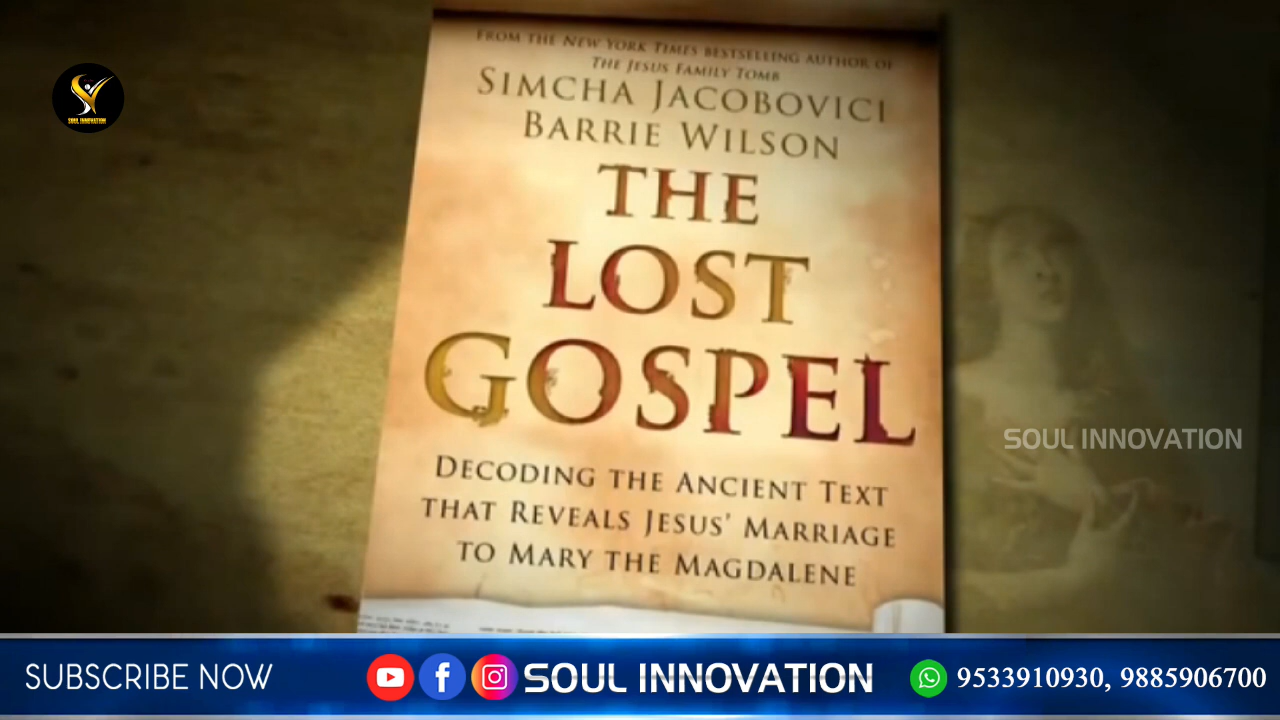 FROM THE NEW YORK TIMES BESTSELLING AUTHOR OF
THE JESUS FAMILY TOMB
SIMCHA JACOBOVICI
BARRIE WILSON
THE
LOST
GOSPEL
DECODING THE ANCIENT TEXT
THAT REVEALS JESUS' MARRIAGE
TO MARY THE MAGDALENE
SOUL INNOVATION
SOUL INNOVATION
SUBSCRIBE NOW
SOUL INNOVATION
9533910930, 9885906700